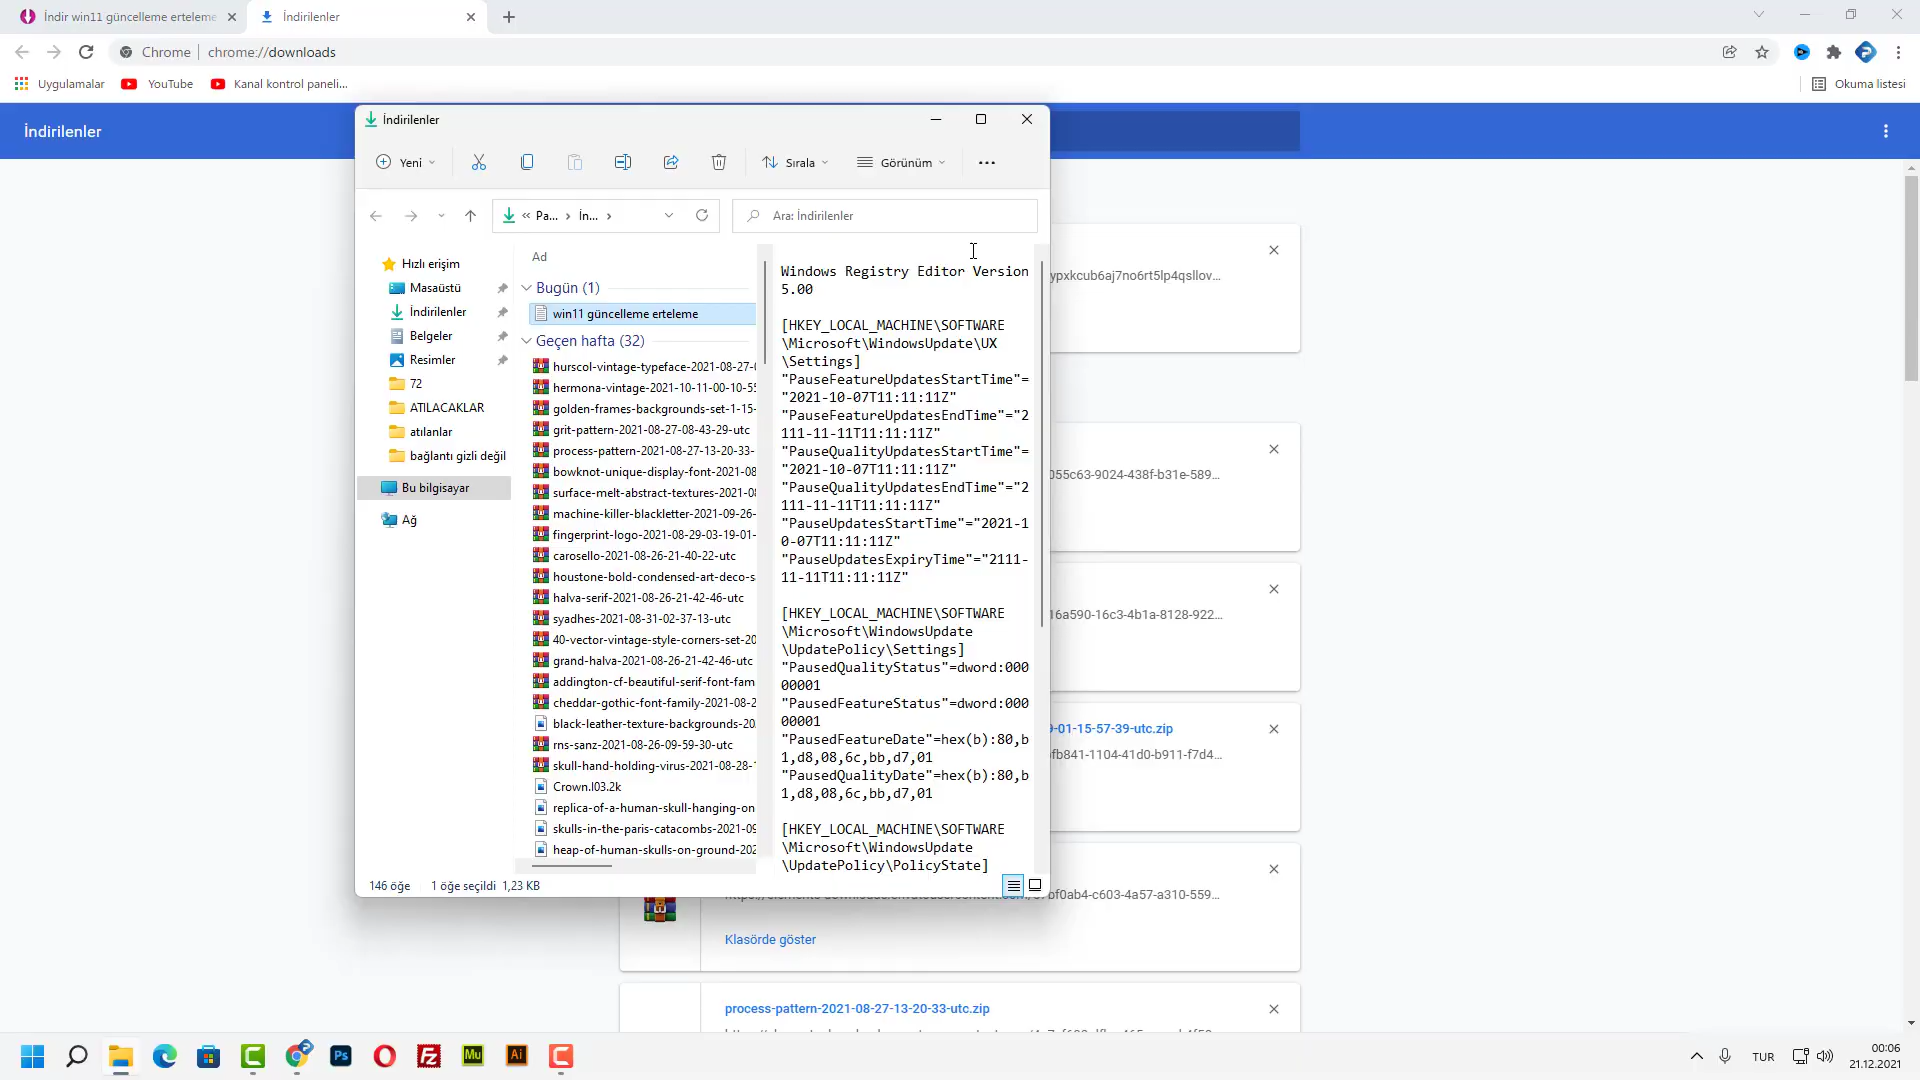 İndir win11 güncelleme erteleme
İndirilenler
Chrome
chrome://downloads
Uygulamalar
YouTube
Kanal kontrol paneli...
Okuma listesi
İndirilenler
İndirilenler
Yeni
Sırala
Görünüm
« Pa... › İn... ›
Ara: İndirilenler
Hızlı erişim
Masaüstü
İndirilenler
Belgeler
Resimler
72
ATILACAKLAR
atılanlar
bağlantı gizli değil
Bu bilgisayar
Ağ
Ad
Bugün (1)
win11 güncelleme erteleme
Geçen hafta (32)
hurscol-vintage-typeface-2021-08-27-0
hermona-vintage-2021-10-11-00-10-55
golden-frames-backgrounds-set-1-15-
grit-pattern-2021-08-27-08-43-29-utc
process-pattern-2021-08-27-13-20-33-
bowknot-unique-display-font-2021-08
surface-melt-abstract-textures-2021-08
machine-killer-blackletter-2021-09-26-
fingerprint-logo-2021-08-29-03-19-01-
carosello-2021-08-26-21-40-22-utc
houstone-bold-condensed-art-deco-s
halva-serif-2021-08-26-21-42-46-utc
syadhes-2021-08-31-02-37-13-utc
40-vector-vintage-style-corners-set-20
grand-halva-2021-08-26-21-42-46-utc
addington-cf-beautiful-serif-font-fam
cheddar-gothic-font-family-2021-08-2
black-leather-texture-backgrounds-20
rns-sanz-2021-08-26-09-59-30-utc
skull-hand-holding-virus-2021-08-28-1
Crown.l03.2k
replica-of-a-human-skull-hanging-on
skulls-in-the-paris-catacombs-2021-09
heap-of-human-skulls-on-ground-202
Windows Registry Editor Version
5.00
[HKEY_LOCAL_MACHINE\SOFTWARE
\Microsoft\WindowsUpdate\UX
\Settings]
"PauseFeatureUpdatesStartTime"=
"2021-10-07T11:11:11Z"
"PauseFeatureUpdatesEndTime"="2
111-11-11T11:11:11Z"
"PauseQualityUpdatesStartTime"=
"2021-10-07T11:11:11Z"
"PauseQualityUpdatesEndTime"="2
111-11-11T11:11:11Z"
"PauseUpdatesStartTime"="2021-1
0-07T11:11:11Z"
"PauseUpdatesExpiryTime"="2111-
11-11T11:11:11Z"
[HKEY_LOCAL_MACHINE\SOFTWARE
\Microsoft\WindowsUpdate
\UpdatePolicy\Settings]
"PausedQualityStatus"=dword:000
00001
"PausedFeatureStatus"=dword:000
00001
"PausedFeatureDate"=hex(b):80,b
1,d8,08,6c,bb,d7,01
"PausedQualityDate"=hex(b):80,b
1,d8,08,6c,bb,d7,01
[HKEY_LOCAL_MACHINE\SOFTWARE
\Microsoft\WindowsUpdate
\UpdatePolicy\PolicyState]
146 öğe
1 öğe seçildi 1,23 KB
ypxkcub6aj7no6rt5lp4qsllov...
055c63-9024-438f-b31e-589...
16a590-16c3-4b1a-8128-922...
9-01-15-57-39-utc.zip
fb841-1104-41d0-b911-f7d4...
bf0ab4-c603-4a57-a310-559...
Klasörde göster
process-pattern-2021-08-27-13-20-33-utc.zip
Ps
Fz
Mu
Ai
TUR
00:06
21.12.2021